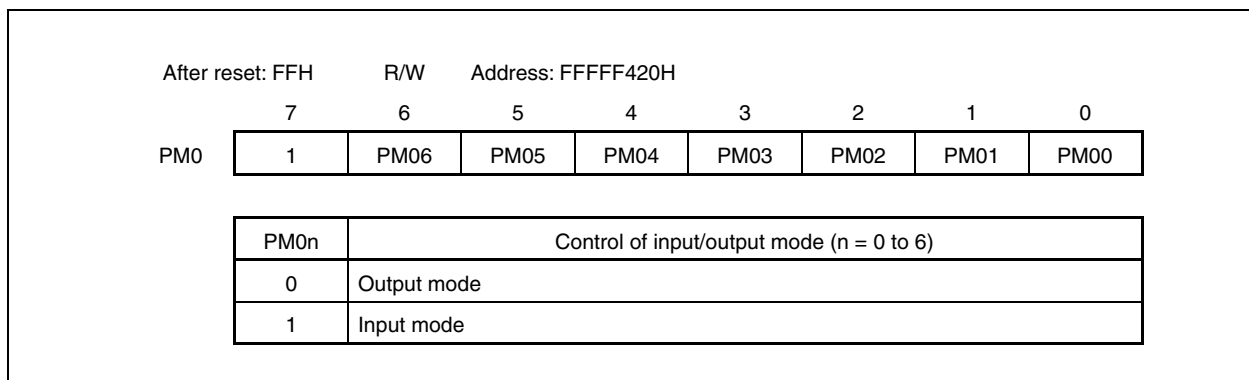 After reset: FFH R/W Address: FFFFF420H
7 6 5 4 3 2 1 0
PM0 1 PM06 PM05 PM04 PM03 PM02 PM01 PM00
PM0n Control of input/output mode (n = 0 to 6)
0 Output mode
1 Input mode